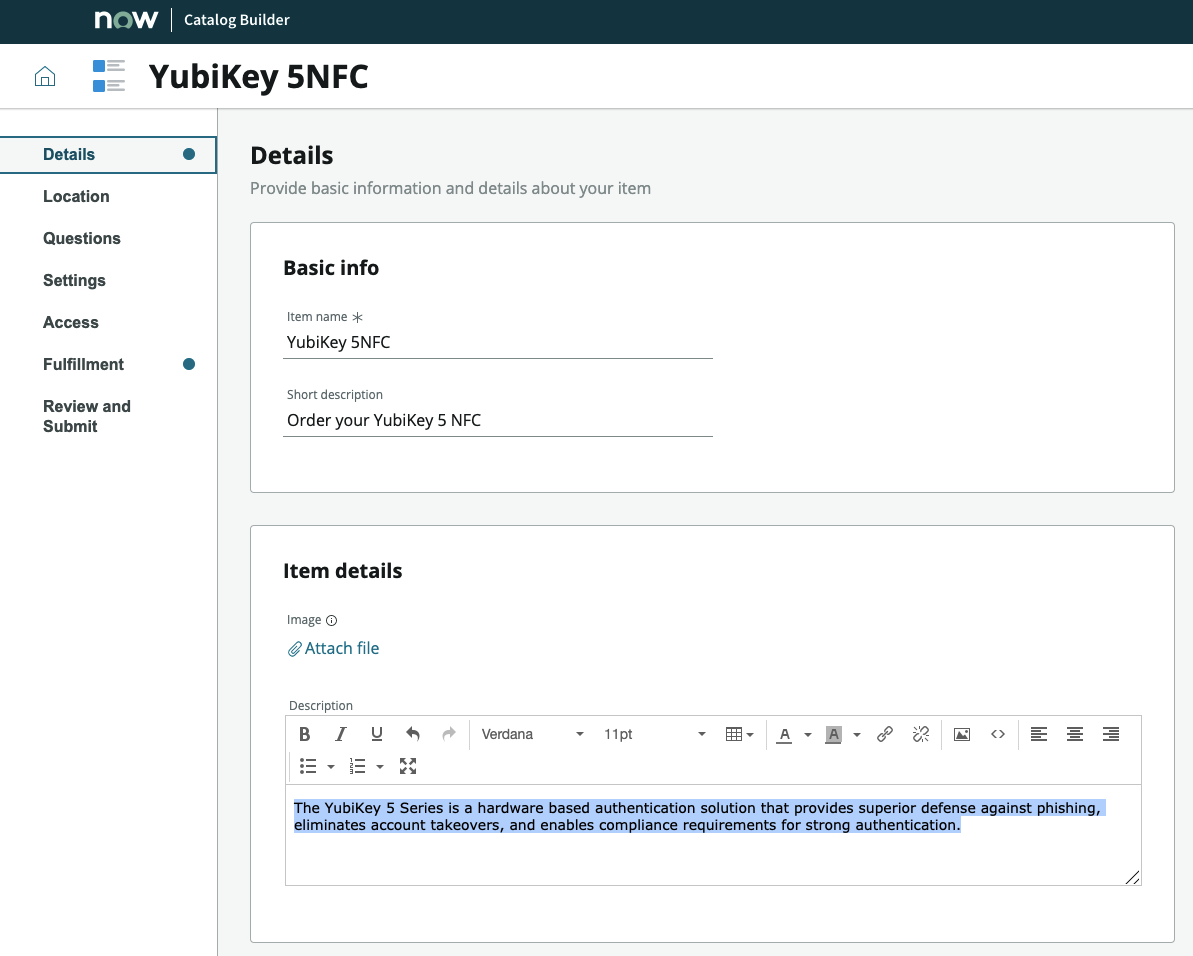 now Catalog Builder
YubiKey 5NFC
Details
Location
Questions
Settings
Access
Fulfillment
Review and
Submit
Details
Provide basic information and details about your item
Basic info
Item name
YubiKey 5NFC
Short description
Order your YubiKey 5 NFC
Item details
Image
Attach file
Description
B I U Verdana 11pt A A <>
The YubiKey 5 Series is a hardware based authentication solution that provides superior defense against phishing,
eliminates account takeovers, and enables compliance requirements for strong authentication.